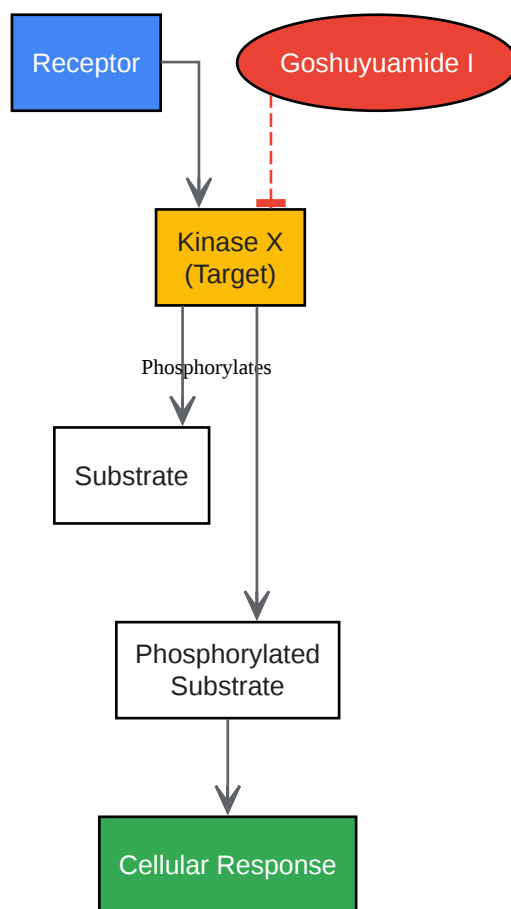 Receptor
Goshuyuamide I
Kinase X
(Target)
Phosphorylates
Substrate
Phosphorylated
Substrate
Cellular Response